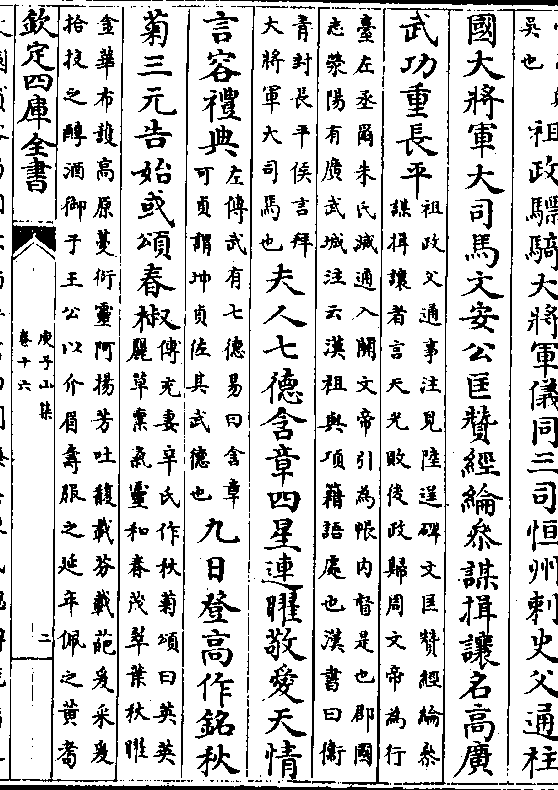 吳也
祖政驃騎大將軍儀同三司恒州刺史父通柱
國大將軍大司馬文安公匡贊經綸叅謀揖讓名高廣
武功重長平
祖政父通事注見陸逞碑文匡贊經綸叅
謀揖讓者言天光敗後政歸周文帝為行
臺左丞爾朱氏滅通入關文帝引為帳內督是也郡國
志滎陽有廣武城注云漢祖與項籍語處也漢書曰衛
青封長平侯言拜
大將軍大司馬也
夫人七德含章四星連曜敬愛天情
言容禮典
左傳武有七德易曰含章
可貞謂坤貞佐其武德也
九日登高作銘秋
菊三元告始或頌春椒
傅充妻辛氏作秋菊頌曰英英
麗草稟氣靈和春茂翠葉秋曜
金華布濩高原蔓衍靈阿揚芳吐馥載芬載葩爰采爰
拾投之醇酒御于王公以介眉壽服之延年佩之黃耇
欽定四庫全書
庾子山集
卷十六
二